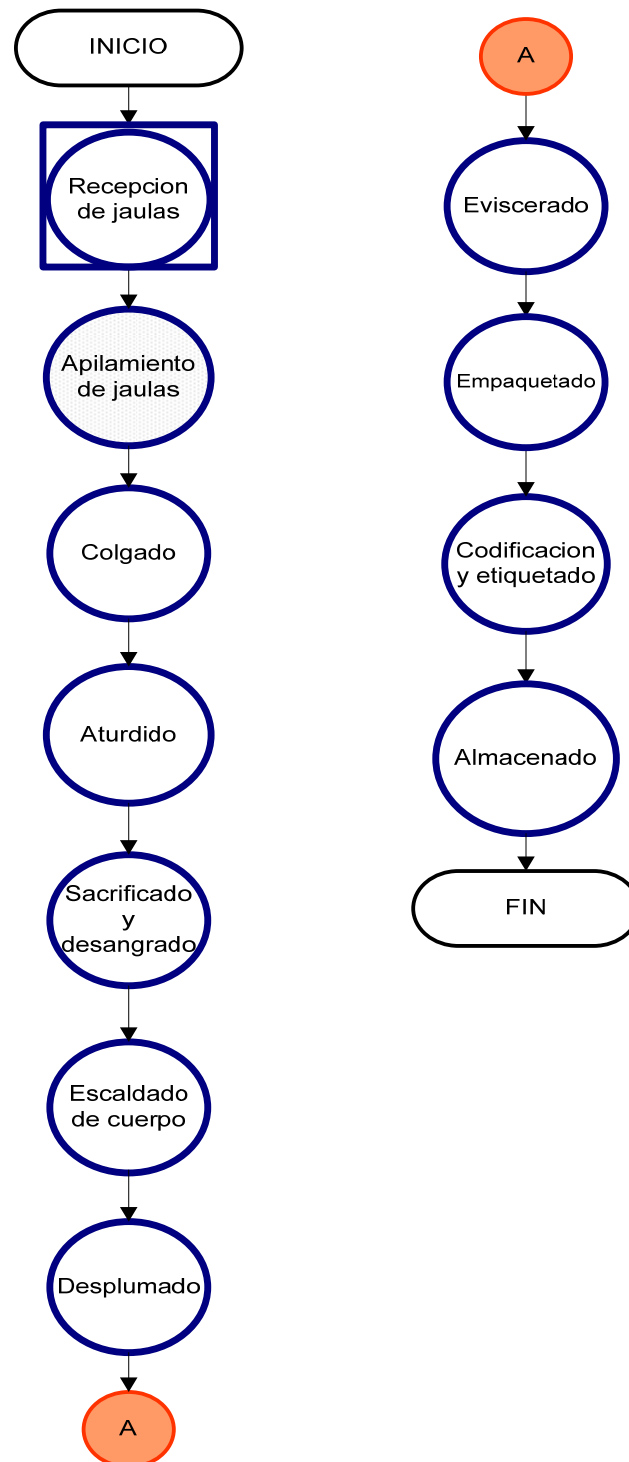 INICIO
Recepcion
de jaulas
Apilamiento
de jaulas
Colgado
Aturdido
Sacrificado
y
desangrado
Escaldado
de cuerpo
Desplumado
A
A
Eviscerado
Empaquetado
Codificacion
y etiquetado
Almacenado
FIN